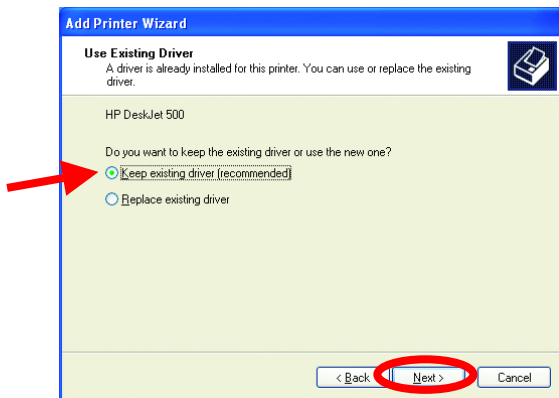 Add Printer Wizard
Use Existing Driver
A driver is already installed for this printer. You can use or replace the existing
driver.
HP DeskJet 500
Do you want to keep the existing driver or use the new one?
Keep existing driver (recommended)
Replace existing driver
< Back Next > Cancel